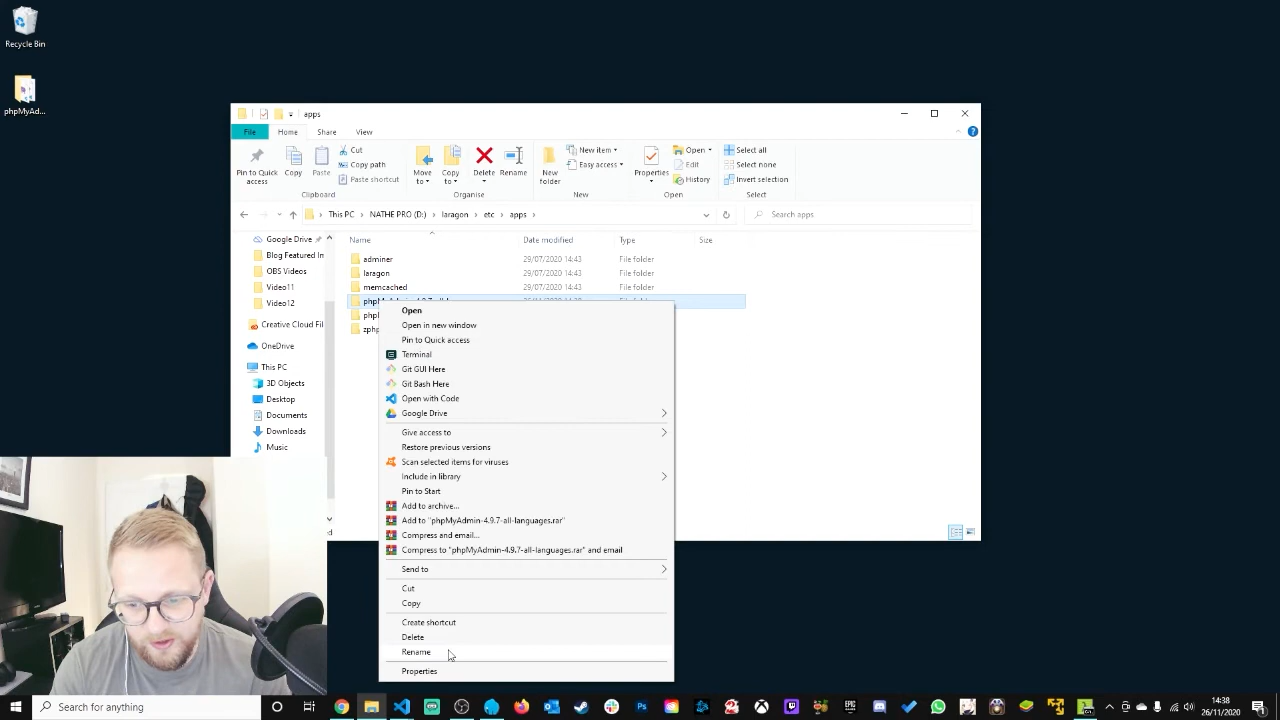 Recycle Bin
phpMyAd...
apps
File
Home
Share
View
Pin to Quick access
Copy
Paste
Cut
Copy path
Paste shortcut
Clipboard
Move to
Copy to
Delete
Rename
Organise
New folder
New item
Easy access
New
Properties
Open
Edit
History
Open
Select all
Select none
Invert selection
Select
This PC > NATHE PRO (D:) > laragon > etc > apps >
Search apps
Name
Date modified
Type
Size
Google Drive
Blog Featured In
OBS Videos
Video11
Video12
Creative Cloud Fil
OneDrive
This PC
3D Objects
Desktop
Documents
Downloads
Music
adminer 29/07/2020 14:43 File folder
laragon 29/07/2020 14:43 File folder
memcached 29/07/2020 14:43 File folder
Open
Open in new window
Pin to Quick access
Terminal
Git GUI Here
Git Bash Here
Open with Code
Google Drive
Give access to
Restore previous versions
Scan selected items for viruses
Include in library
Pin to Start
Add to archive...
Add to "phpMyAdmin-4.9.7-all-languages.rar"
Compress and email...
Compress to "phpMyAdmin-4.9.7-all-languages.rar" and email
Send to
Cut
Copy
Create shortcut
Delete
Rename
Properties
Search for anything
14:38
26/11/2020